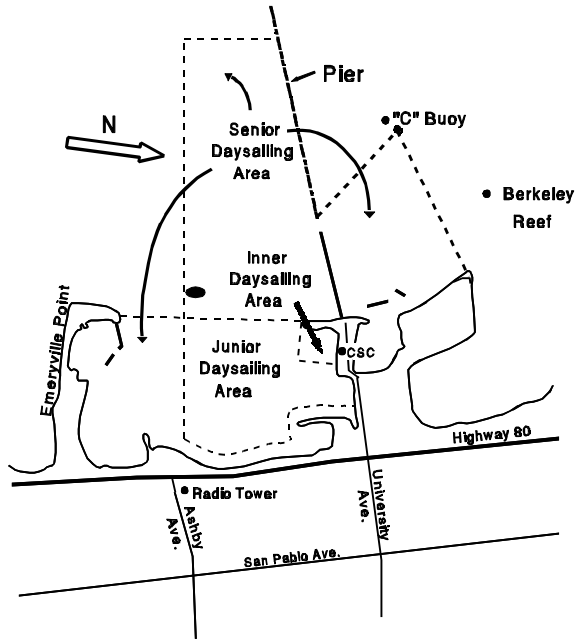 Pier
N
"C" Buoy
Senior
Daysailing
Area
Berkeley
Reef
Inner
Daysailing
Area
Emeryville Point
Junior
Daysailing
Area
CSC
Highway 80
Radio Tower
Ashby
Ave.
University
Ave.
San Pablo Ave.